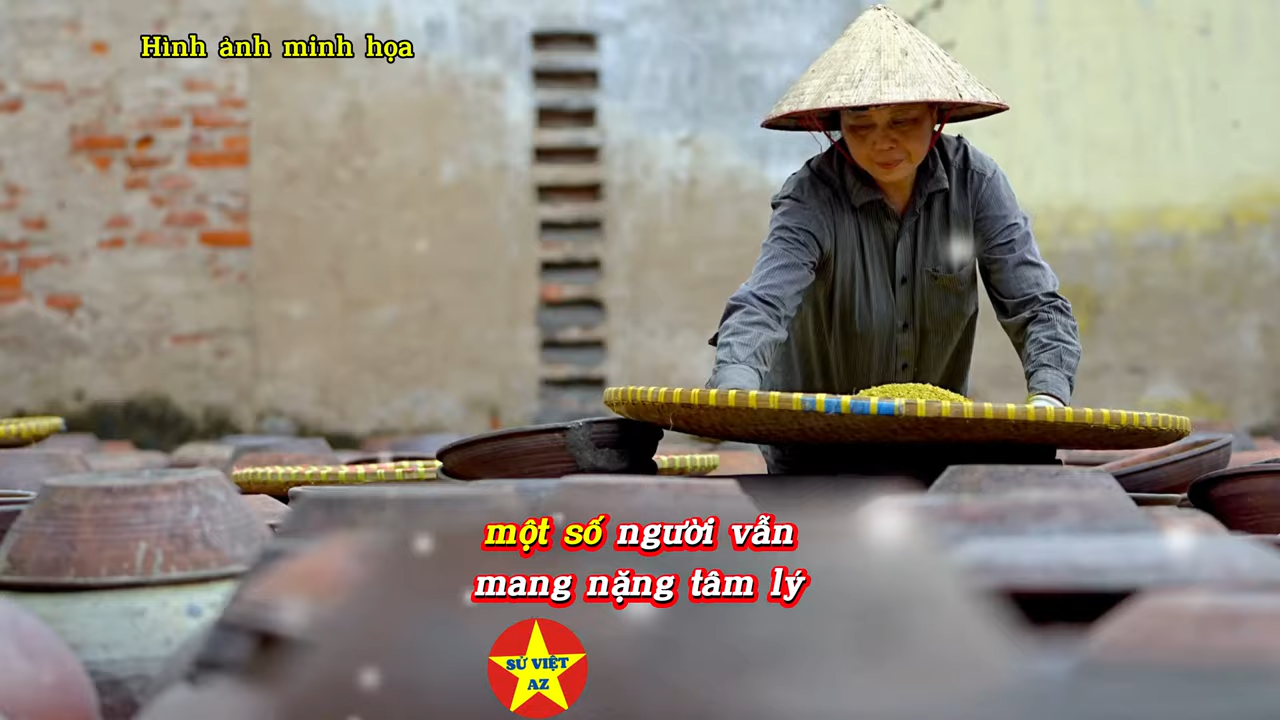 Hình ảnh minh họa
một số người vẫn
mang nặng tâm lý
SỬ VIỆT
AZ